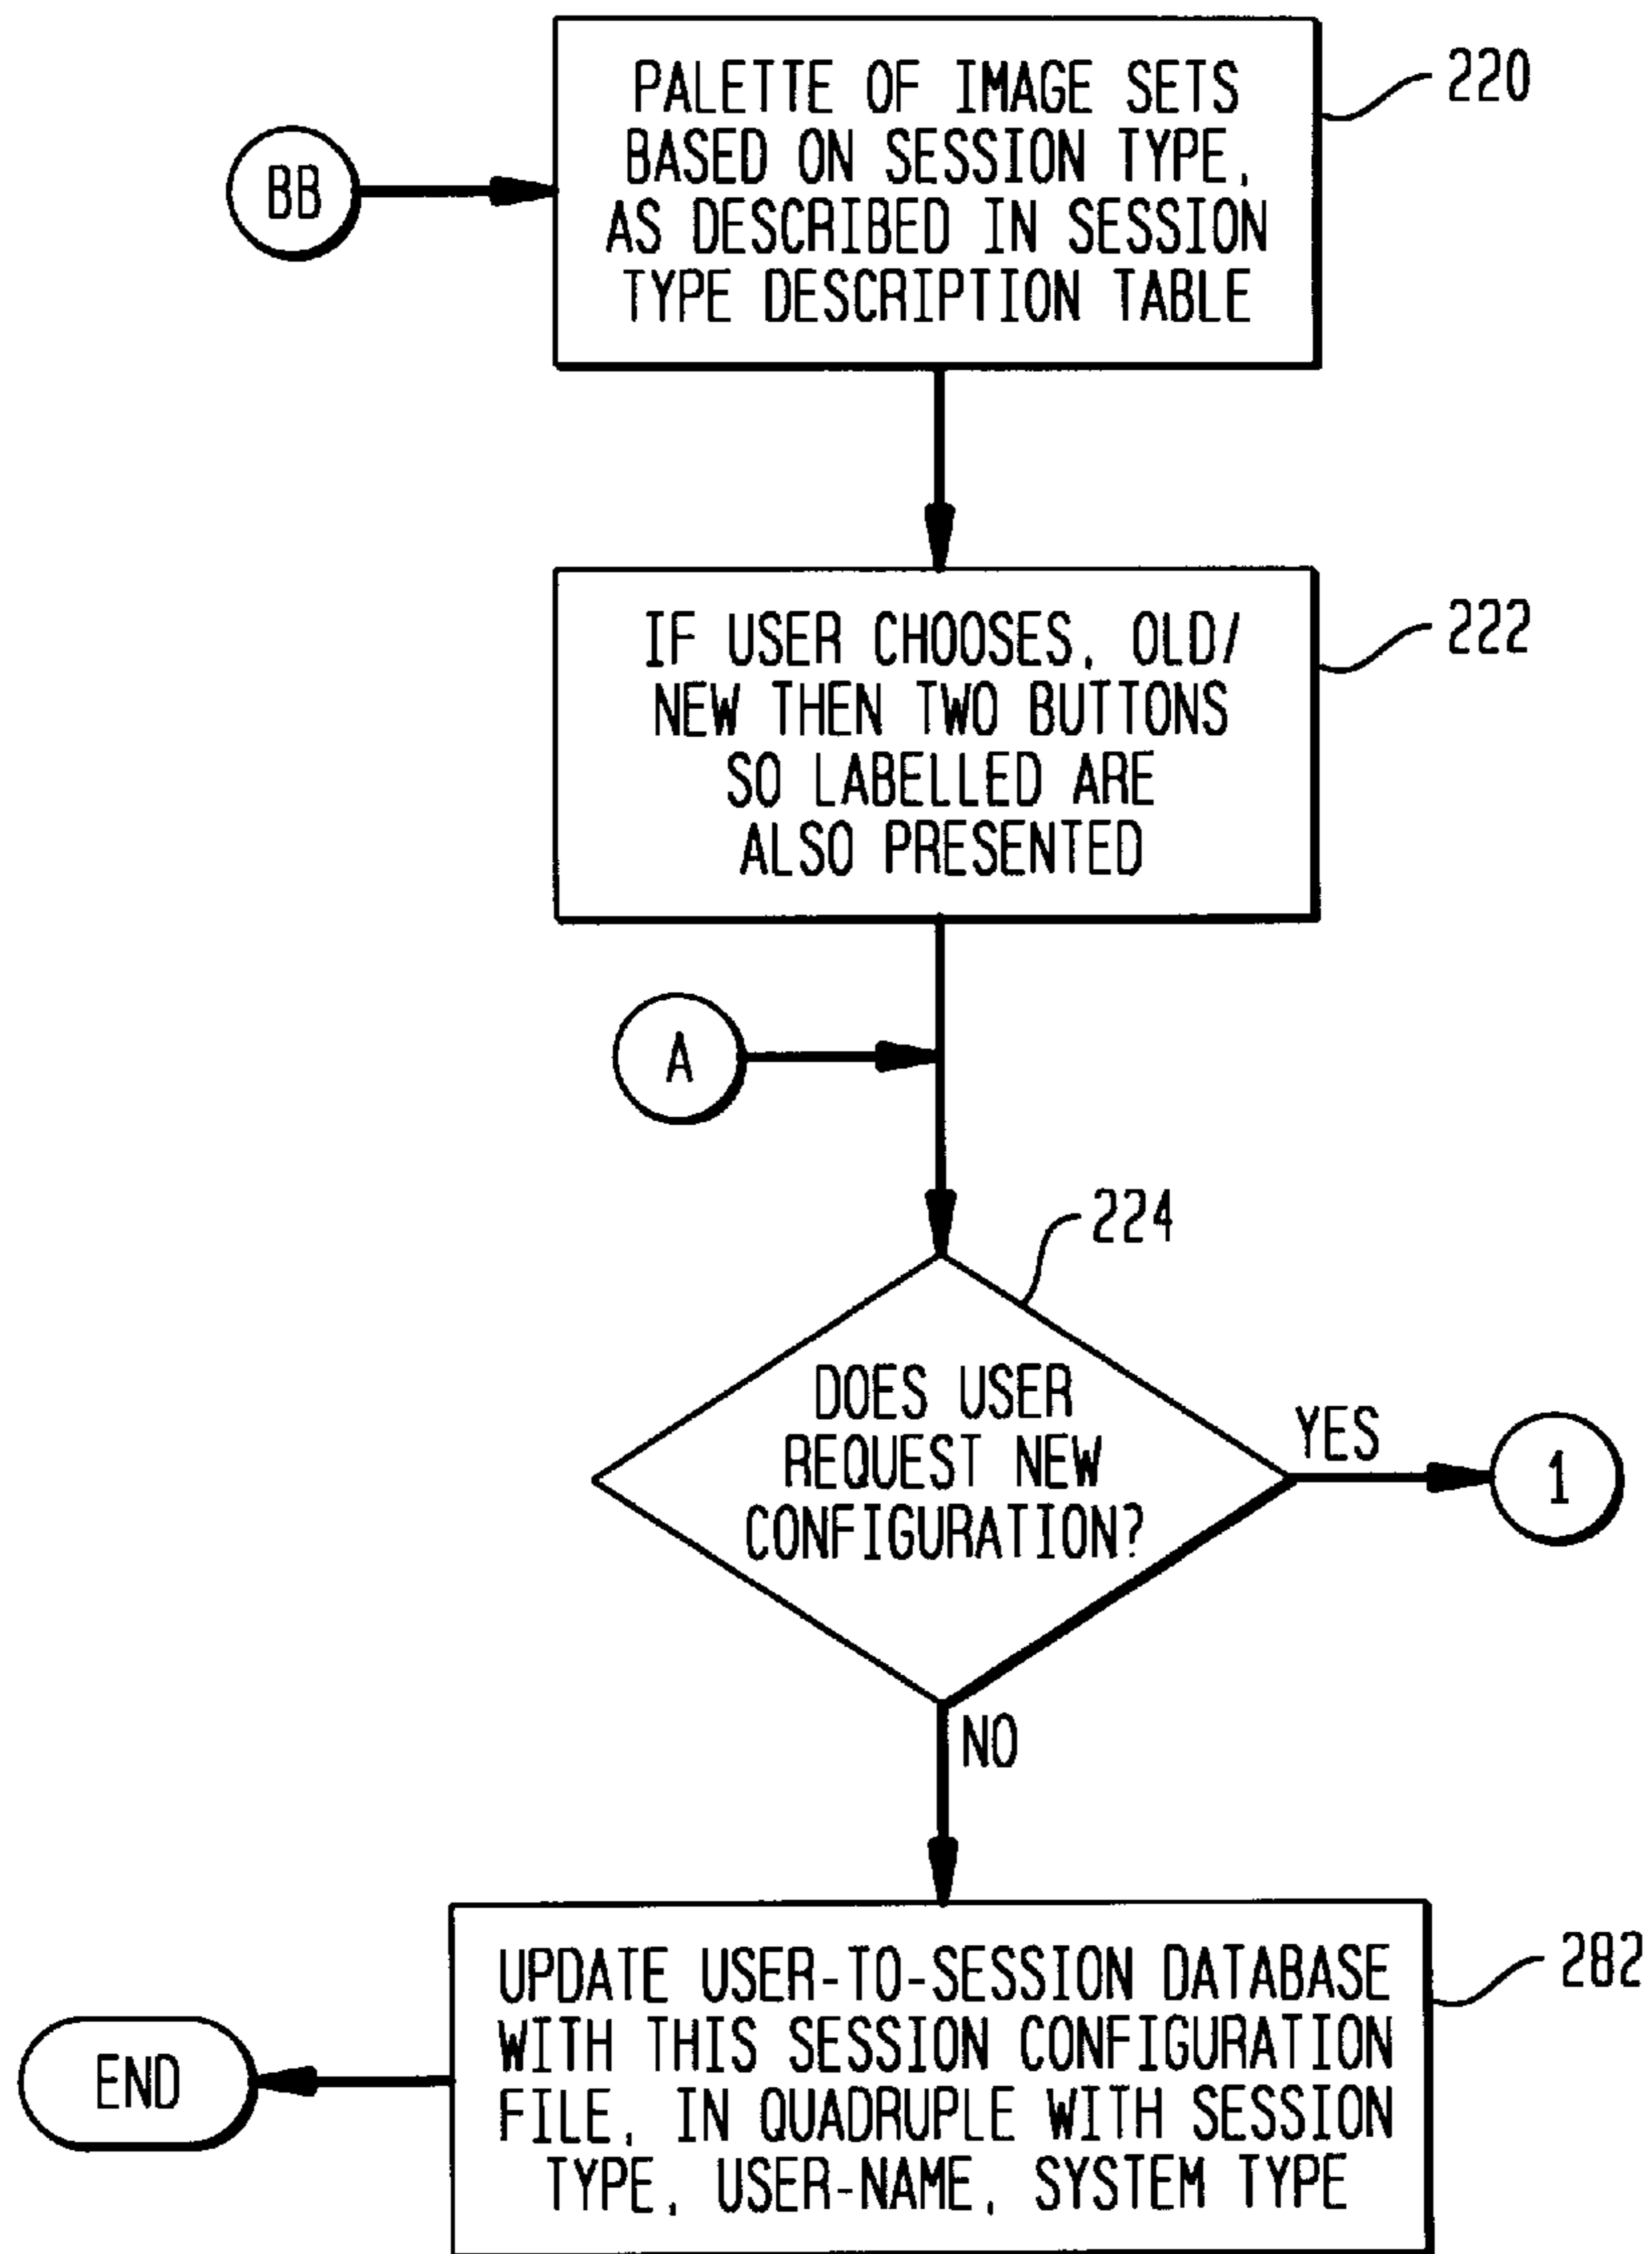 PALETTE OF IMAGE SETS
BASED ON SESSION TYPE,
AS DESCRIBED IN SESSION
TYPE DESCRIPTION TABLE
220
BB
IF USER CHOOSES, OLD/
NEW THEN TWO BUTTONS
SO LABELLED ARE
ALSO PRESENTED
222
A
224
DOES USER
REQUEST NEW
CONFIGURATION?
YES
1
NO
UPDATE USER-TO-SESSION DATABASE
WITH THIS SESSION CONFIGURATION
FILE, IN QUADRUPLE WITH SESSION
TYPE, USER-NAME, SYSTEM TYPE
282
END